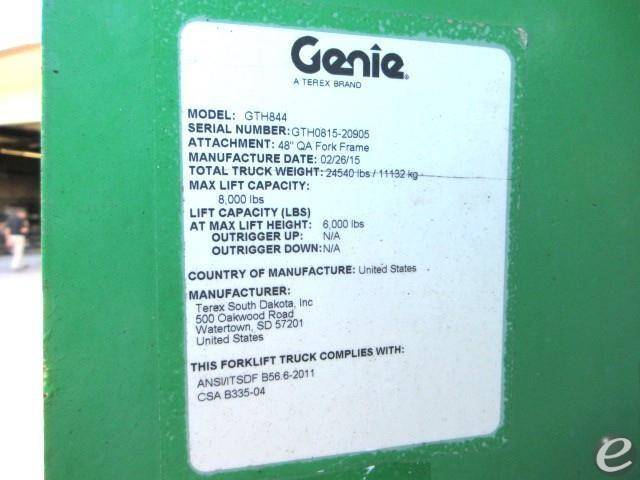 Genie
A TEREX BRAND
MODEL: GTH844
SERIAL NUMBER: GTH0815-20905
ATTACHMENT: 48" QA Fork Frame
MANUFACTURE DATE: 02/26/15
TOTAL TRUCK WEIGHT: 24540 lbs / 11132 kg
MAX LIFT CAPACITY:
8,000 lbs
LIFT CAPACITY (LBS)
AT MAX LIFT HEIGHT: 6,000 lbs
OUTRIGGER UP: N/A
OUTRIGGER DOWN: N/A
COUNTRY OF MANUFACTURE: United States
MANUFACTURER:
Terex South Dakota, Inc
500 Oakwood Road
Watertown, SD 57201
United States
THIS FORKLIFT TRUCK COMPLIES WITH:
ANSI/ITSDF B56.6-2011
CSA B335-04
e